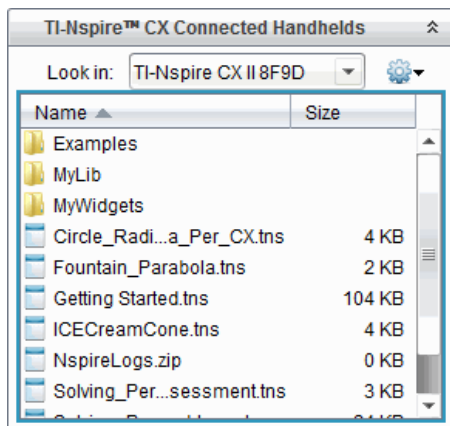 TI-Nspire™ CX Connected Handhelds
Look in: TI-Nspire CX II 8F9D
Name Size
Examples
MyLib
MyWidgets
Circle_Radi...a_Per_CX.tns 4 KB
Fountain_Parabola.tns 2 KB
Getting Started.tns 104 KB
ICECreamCone.tns 4 KB
NspireLogs.zip 0 KB
Solving_Per...sessment.tns 3 KB